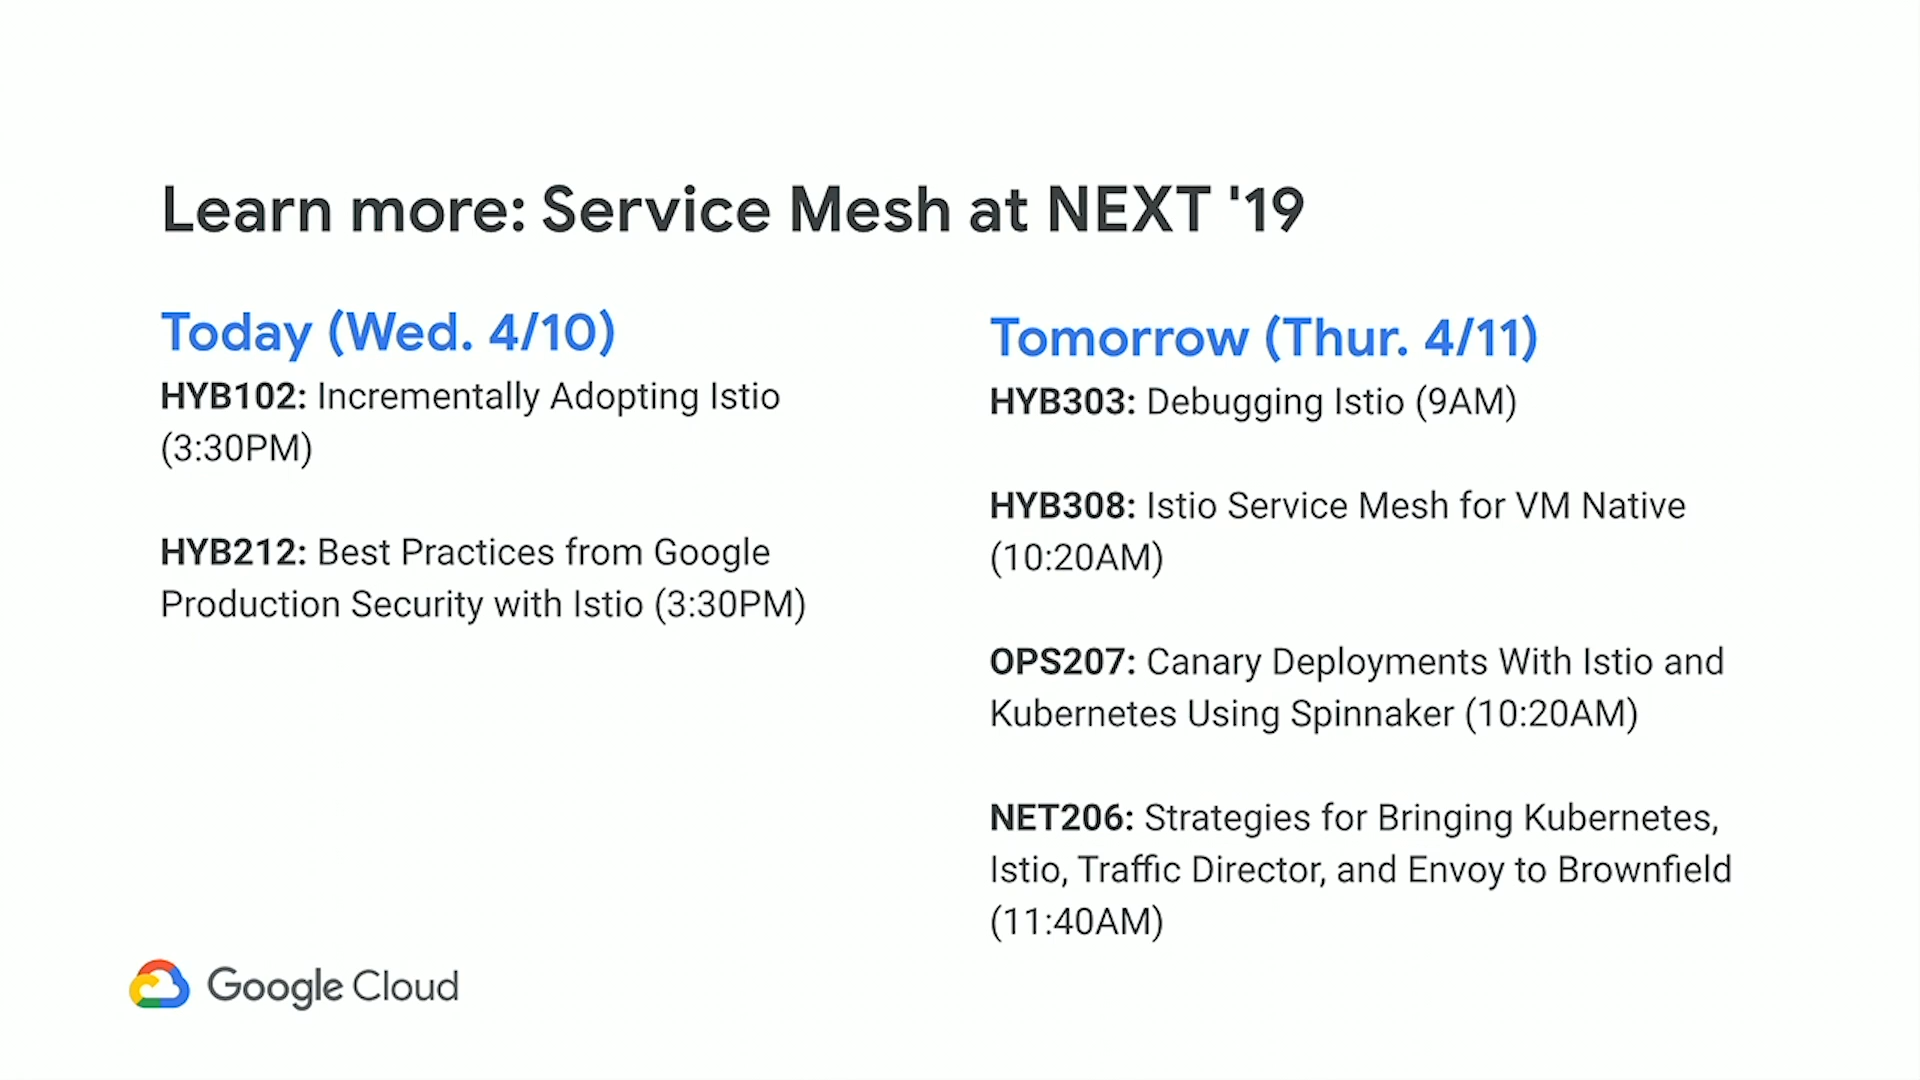 Learn more: Service Mesh at NEXT '19
Today (Wed. 4/10)
HYB102: Incrementally Adopting Istio
(3:30PM)
HYB212: Best Practices from Google
Production Security with Istio (3:30PM)
Tomorrow (Thur. 4/11)
HYB303: Debugging Istio (9AM)
HYB308: Istio Service Mesh for VM Native
(10:20AM)
OPS207: Canary Deployments With Istio and
Kubernetes Using Spinnaker (10:20AM)
NET206: Strategies for Bringing Kubernetes,
Istio, Traffic Director, and Envoy to Brownfield
(11:40AM)
Google Cloud